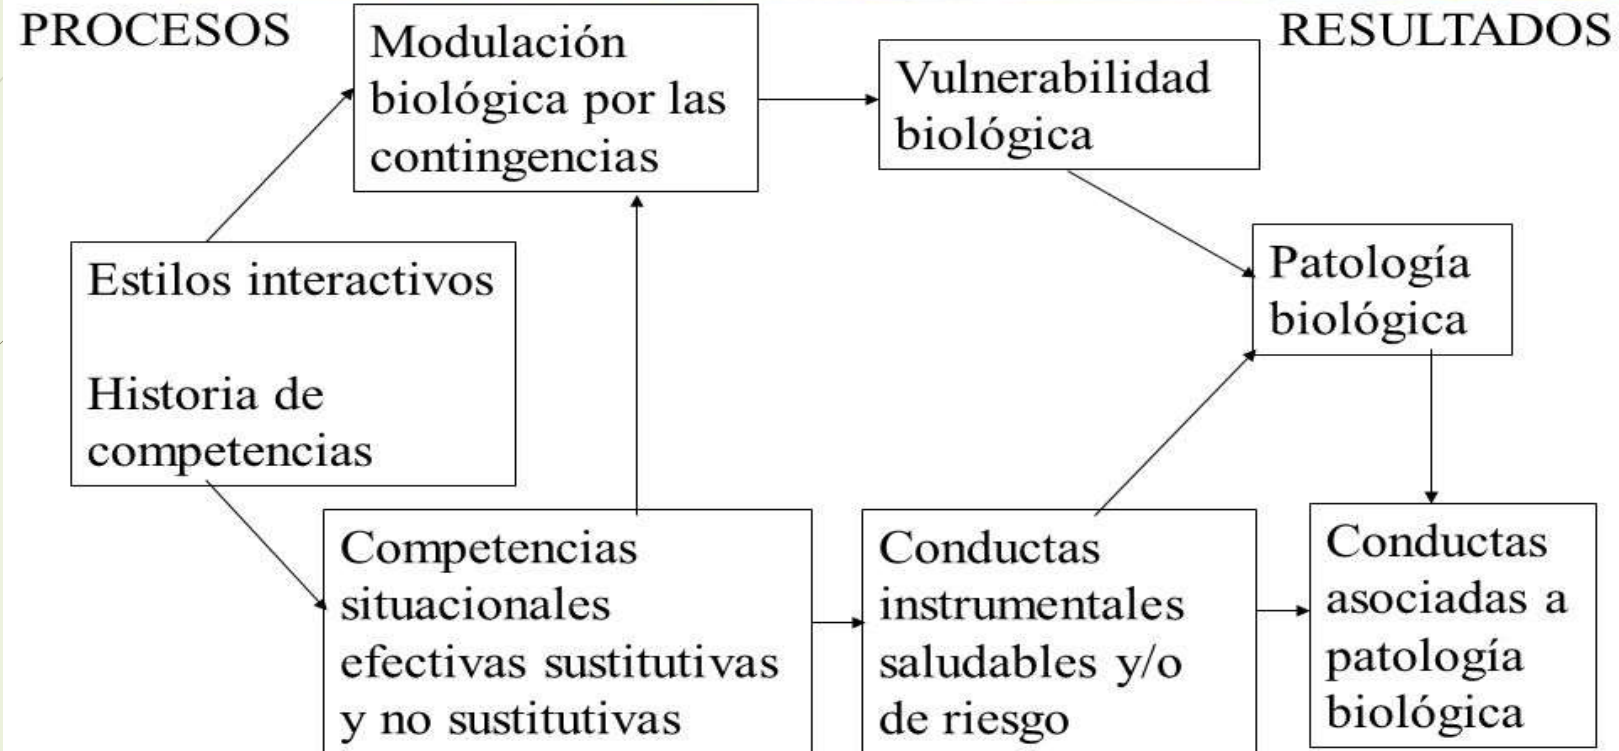 PROCESOS
RESULTADOS
Modulación
biológica por las
contingencias
Vulnerabilidad
biológica
Estilos interactivos
Historia de
competencias
Patología
biológica
Competencias
situacionales
efectivas sustitutivas
y no sustitutivas
Conductas
instrumentales
saludables y/o
de riesgo
Conductas
asociadas a
patología
biológica